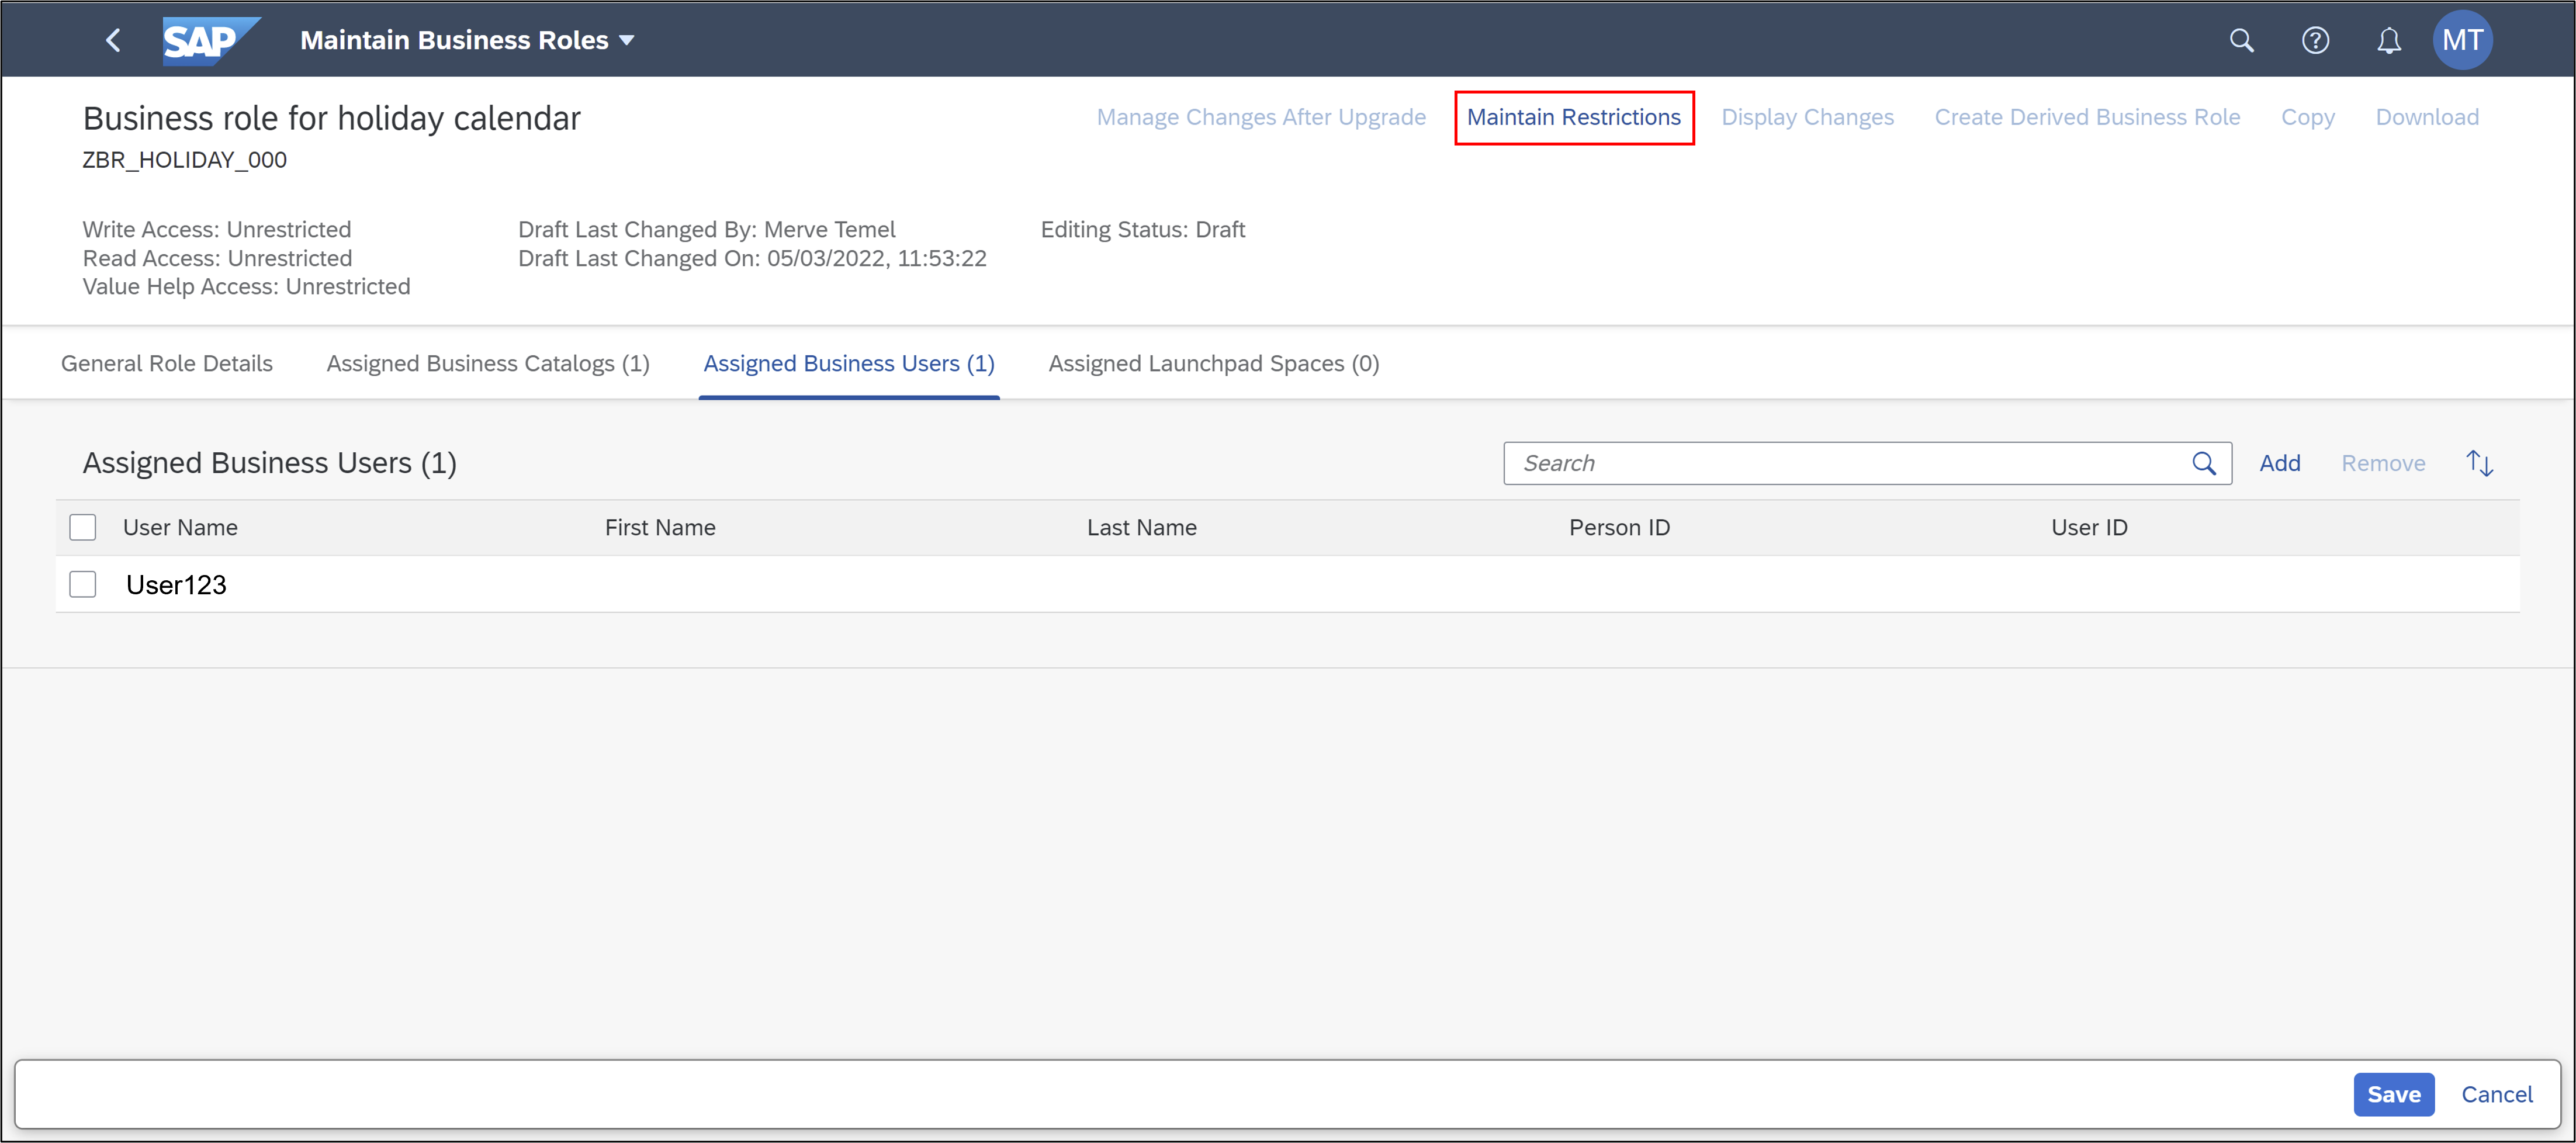 SAP Maintain Business Roles MT
Business role for holiday calendar
Manage Changes After Upgrade Maintain Restrictions Display Changes Create Derived Business Role Copy Download
ZBR_HOLIDAY_000
Write Access: Unrestricted Draft Last Changed By: Merve Temel Editing Status: Draft
Read Access: Unrestricted Draft Last Changed On: 05/03/2022, 11:53:22
Value Help Access: Unrestricted
General Role Details Assigned Business Catalogs (1) Assigned Business Users (1) Assigned Launchpad Spaces (0)
Assigned Business Users (1) Search Add Remove
User Name First Name Last Name Person ID User ID
User123
Save Cancel